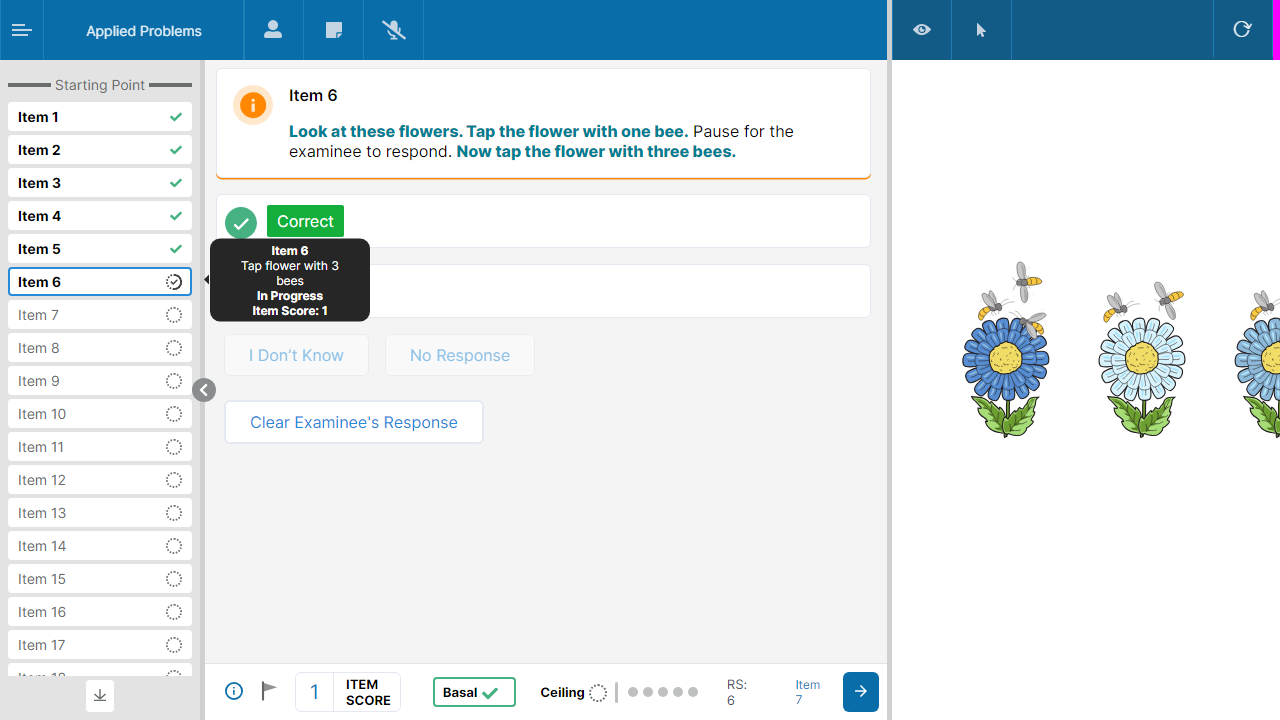 Applied Problems
Starting Point
Item 1
Item 2
Item 3
Item 4
Item 5
Item 6
Item 7
Item 8
Item 9
Item 10
Item 11
Item 12
Item 13
Item 14
Item 15
Item 16
Item 17
Item 18
Item 6
Look at these flowers. Tap the flower with one bee. Pause for the
examinee to respond. Now tap the flower with three bees.
Correct
Item 6
Tap flower with 3
bees
In Progress
Item Score: 1
I Don't Know
No Response
Clear Examinee's Response
1
ITEM
SCORE
Basal
Ceiling
RS:
6
Item
7